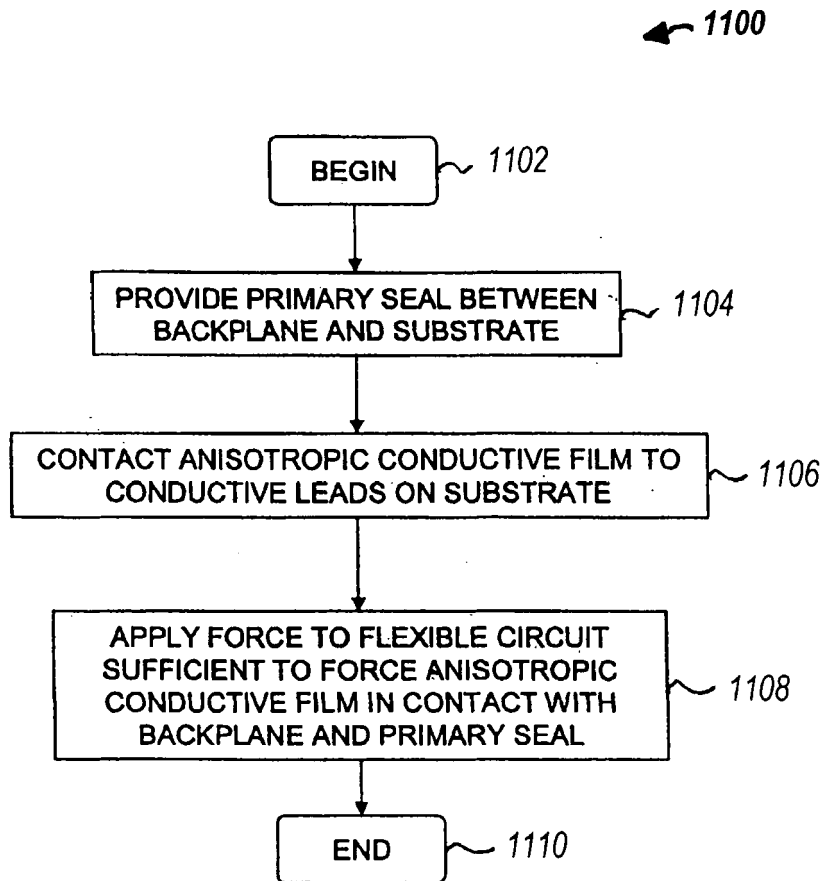 1100
BEGIN
1102
PROVIDE PRIMARY SEAL BETWEEN
BACKPLANE AND SUBSTRATE
1104
CONTACT ANISOTROPIC CONDUCTIVE FILM TO
CONDUCTIVE LEADS ON SUBSTRATE
1106
APPLY FORCE TO FLEXIBLE CIRCUIT
SUFFICIENT TO FORCE ANISOTROPIC
CONDUCTIVE FILM IN CONTACT WITH
BACKPLANE AND PRIMARY SEAL
1108
END
1110